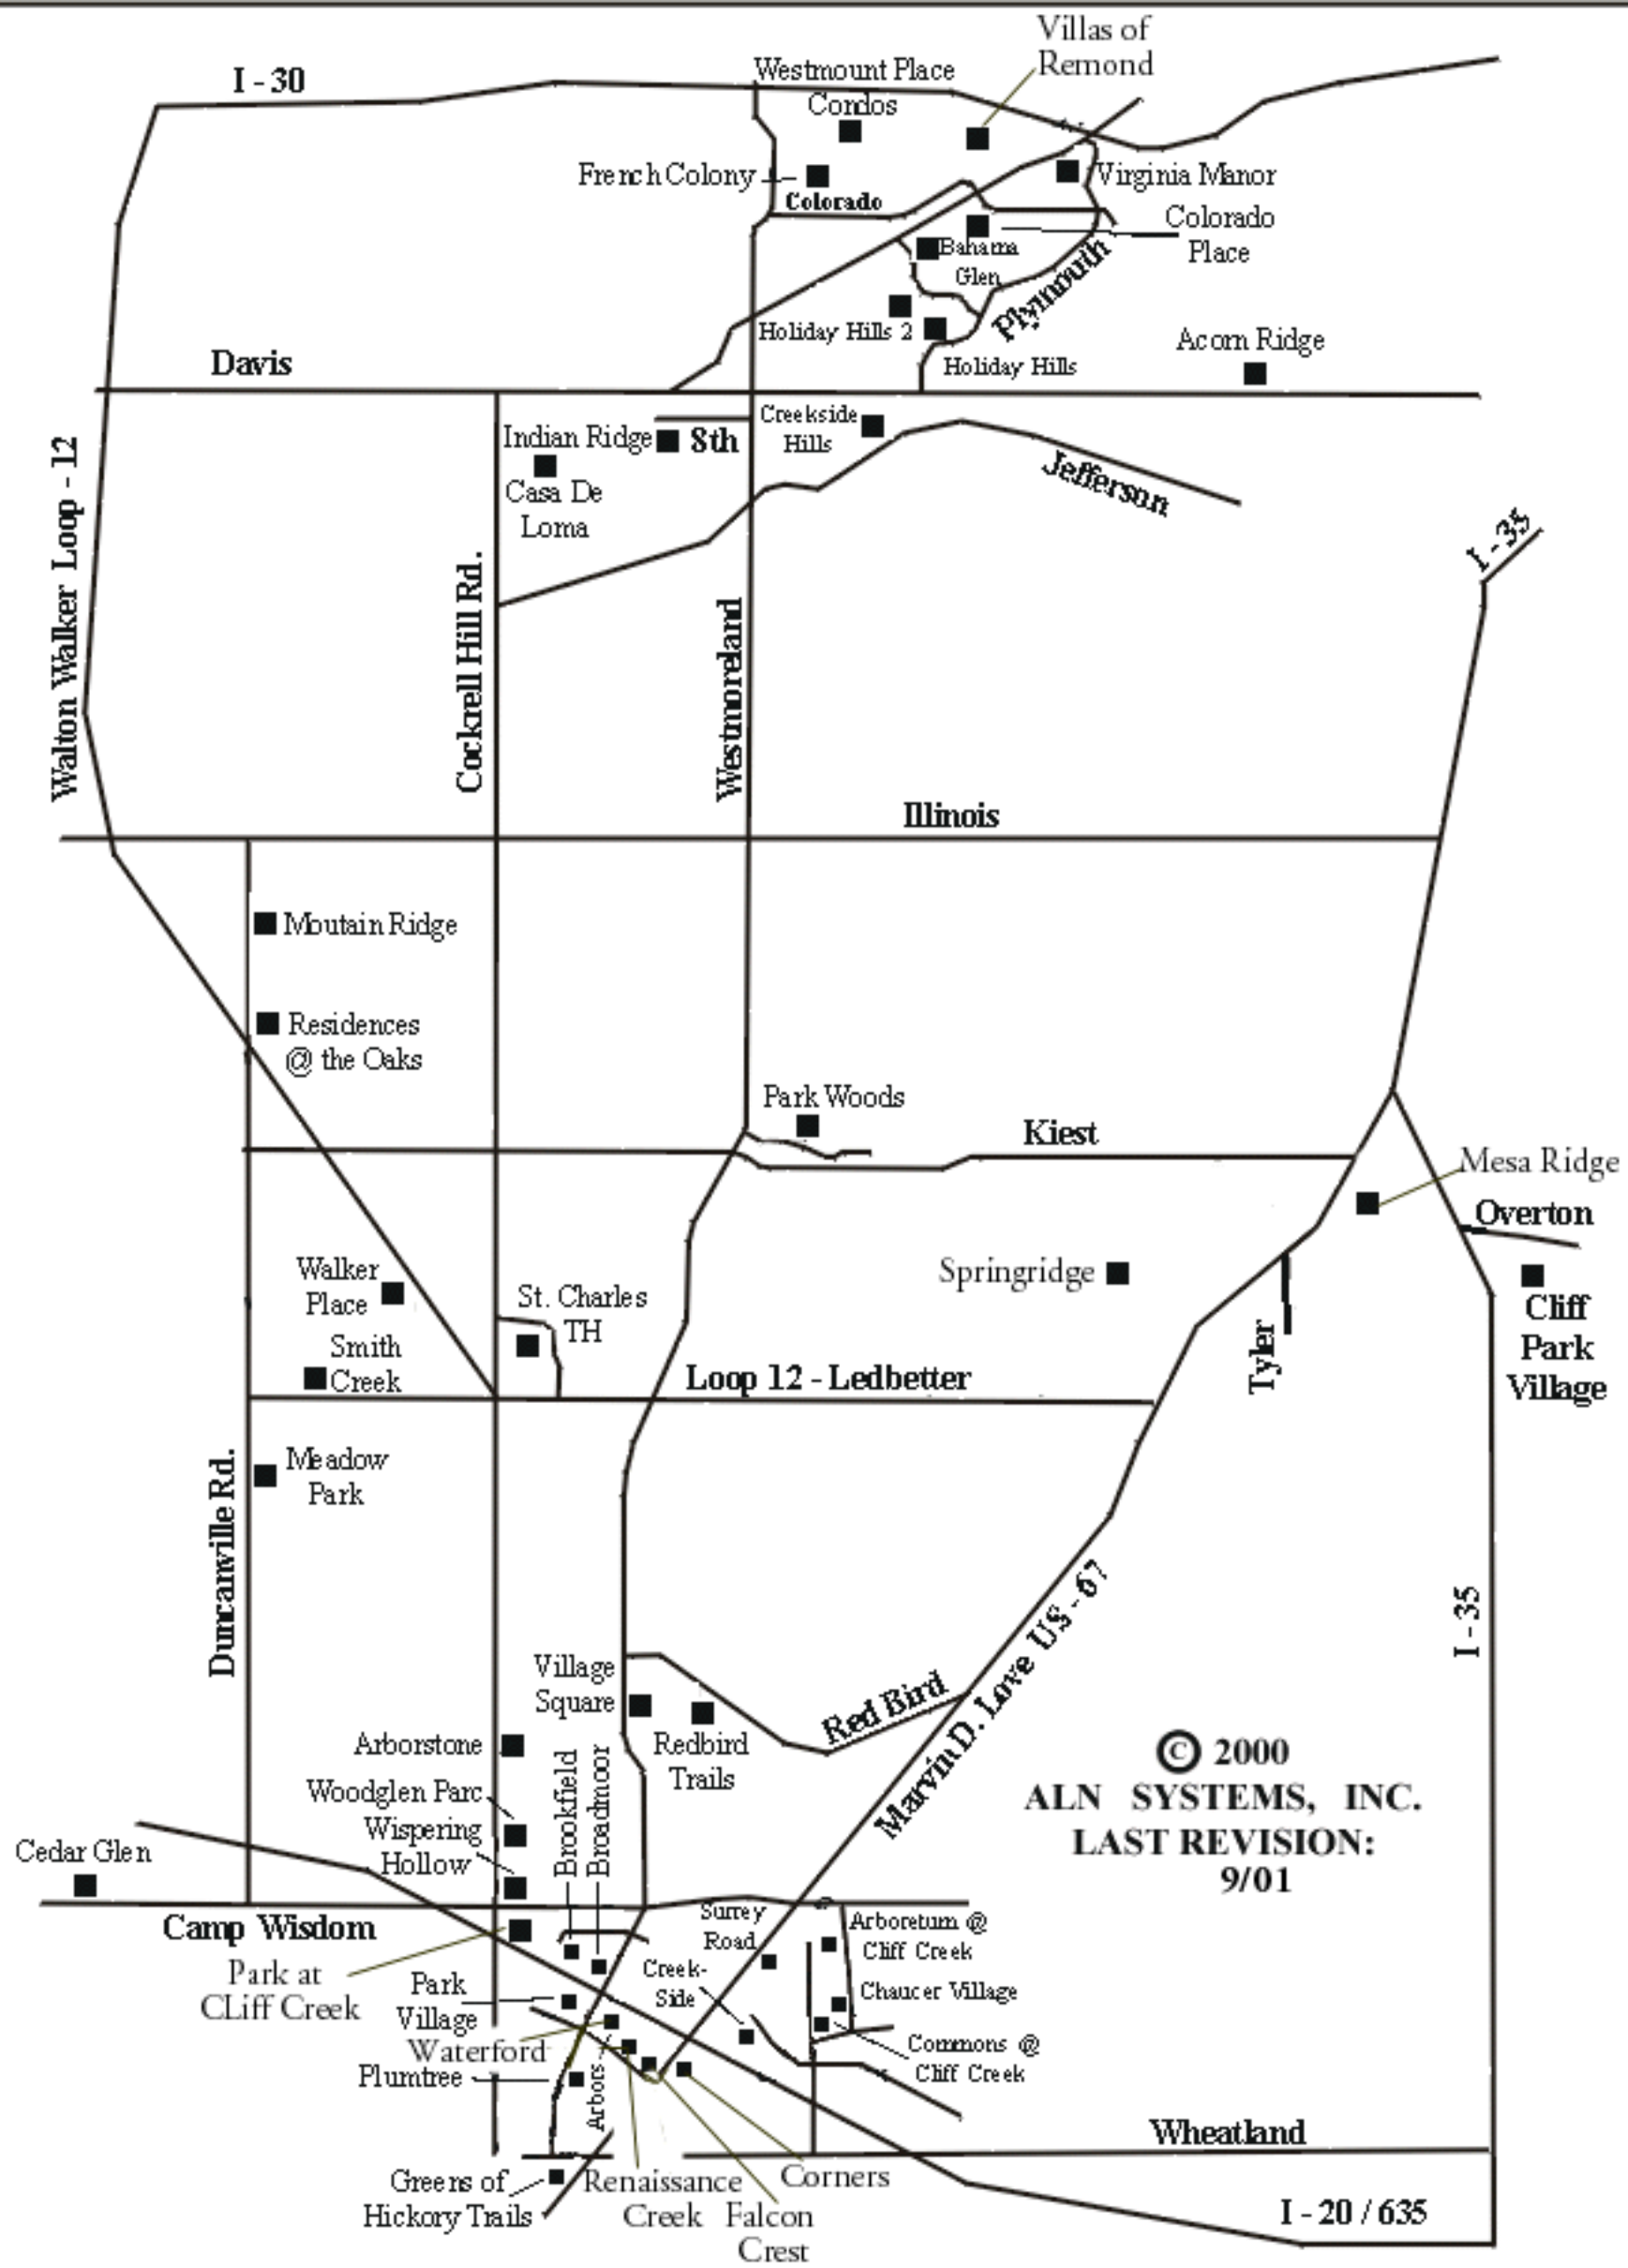 Villas of
Remond
I - 30
Westmount Place
Condos
French Colony
Virginia Manor
Colorado
Colorado
Place
Bahama
Glen
Plymouth
Holiday Hills 2
Acorn Ridge
Davis
Holiday Hills
Creekside
Hills
Indian Ridge
8th
Casa De
Loma
Jefferson
Walton Walker Loop - 12
Cockrell Hill Rd.
Westmoreland
I - 35
Illinois
Moutain Ridge
Residences
@ the Oaks
Park Woods
Kiest
Mesa Ridge
Overton
Springridge
Walker
Place
St. Charles
TH
Cliff
Park
Village
Smith
Creek
Tyler
Loop 12 - Ledbetter
Meadow
Park
Duncanville Rd.
Marvin D. Love US - 67
I - 35
Village
Square
Red Bird
Redbird
Trails
Arborstone
Brookfield
Broadmoor
Woodglen Parc
Wispering
Hollow
© 2000
ALN SYSTEMS, INC.
LAST REVISION:
9/01
Cedar Glen
Camp Wisdom
Surrey
Road
Arboretum @
Cliff Creek
Park at
CLiff Creek
Creek-
Side
Chaucer Village
Park
Village
Waterford
Commons @
Cliff Creek
Plumtree
Arbors
Wheatland
Greens of
Hickory Trails
Renaissance
Creek
Corners
Falcon
Crest
I - 20 / 635